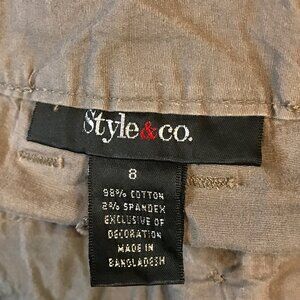 Style&co.
8
98% COTTON
2% SPANDEX
EXCLUSIVE OF
DECORATION
MADE IN
BANGLADESH